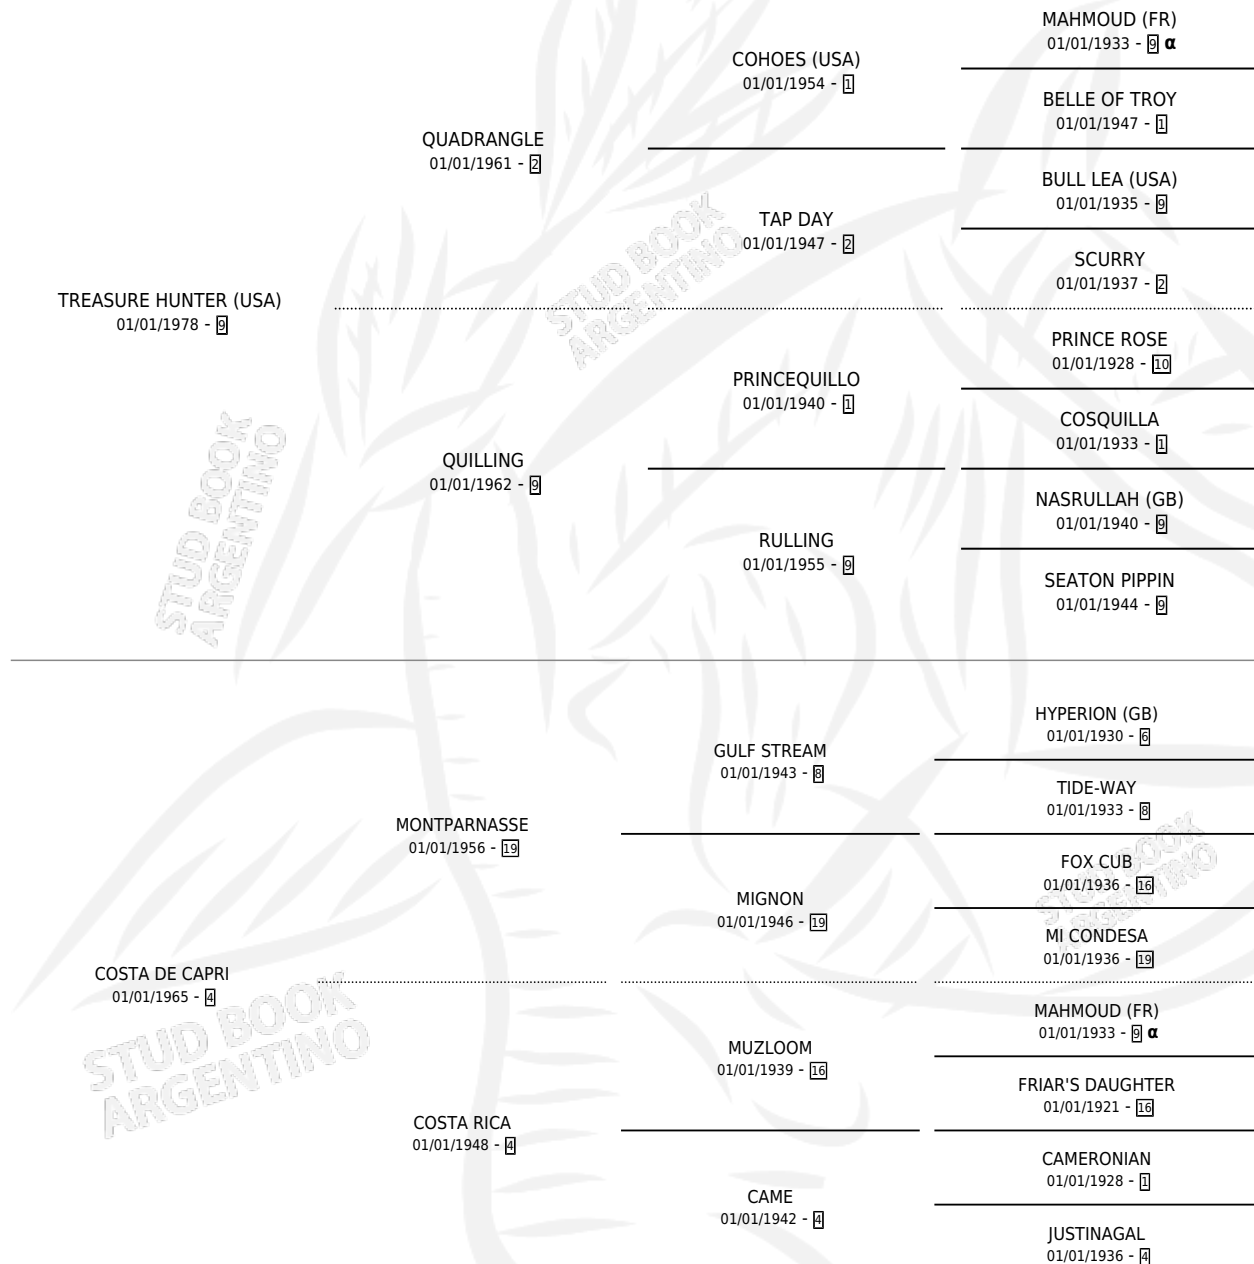 MAHMOUD (FR)
01/01/1933 - 9 α
COHOES (USA)
01/01/1954 - 1
BELLE OF TROY
01/01/1947 - 1
QUADRANGLE
01/01/1961 - 2
BULL LEA (USA)
01/01/1935 - 9
TAP DAY
01/01/1947 - 2
SCURRY
01/01/1937 - 2
STUD BOOK
ARGENTINO
TREASURE HUNTER (USA)
01/01/1978 - 9
PRINCE ROSE
01/01/1928 - 10
PRINCEQUILLO
01/01/1940 - 1
COSQUILLA
01/01/1933 - 1
QUILLING
01/01/1962 - 9
NASRULLAH (GB)
01/01/1940 - 9
RULLING
01/01/1955 - 9
SEATON PIPPIN
01/01/1944 - 9
STUD BOOK
ARGENTINO
HYPERION (GB)
01/01/1930 - 6
GULF STREAM
01/01/1943 - 8
TIDE-WAY
01/01/1933 - 8
MONTPARNASSE
01/01/1956 - 19
FOX CUB
01/01/1936 - 16
STUD BOOK
ARGENTINO
MIGNON
01/01/1946 - 19
MI CONDESA
01/01/1936 - 19
COSTA DE CAPRI
01/01/1965 - 4
STUD BOOK
ARGENTINO
MAHMOUD (FR)
01/01/1933 - 9 α
MUZLOOM
01/01/1939 - 16
FRIAR'S DAUGHTER
01/01/1921 - 16
COSTA RICA
01/01/1948 - 4
CAMERONIAN
01/01/1928 - 1
CAME
01/01/1942 - 4
JUSTINAGAL
01/01/1936 - 4